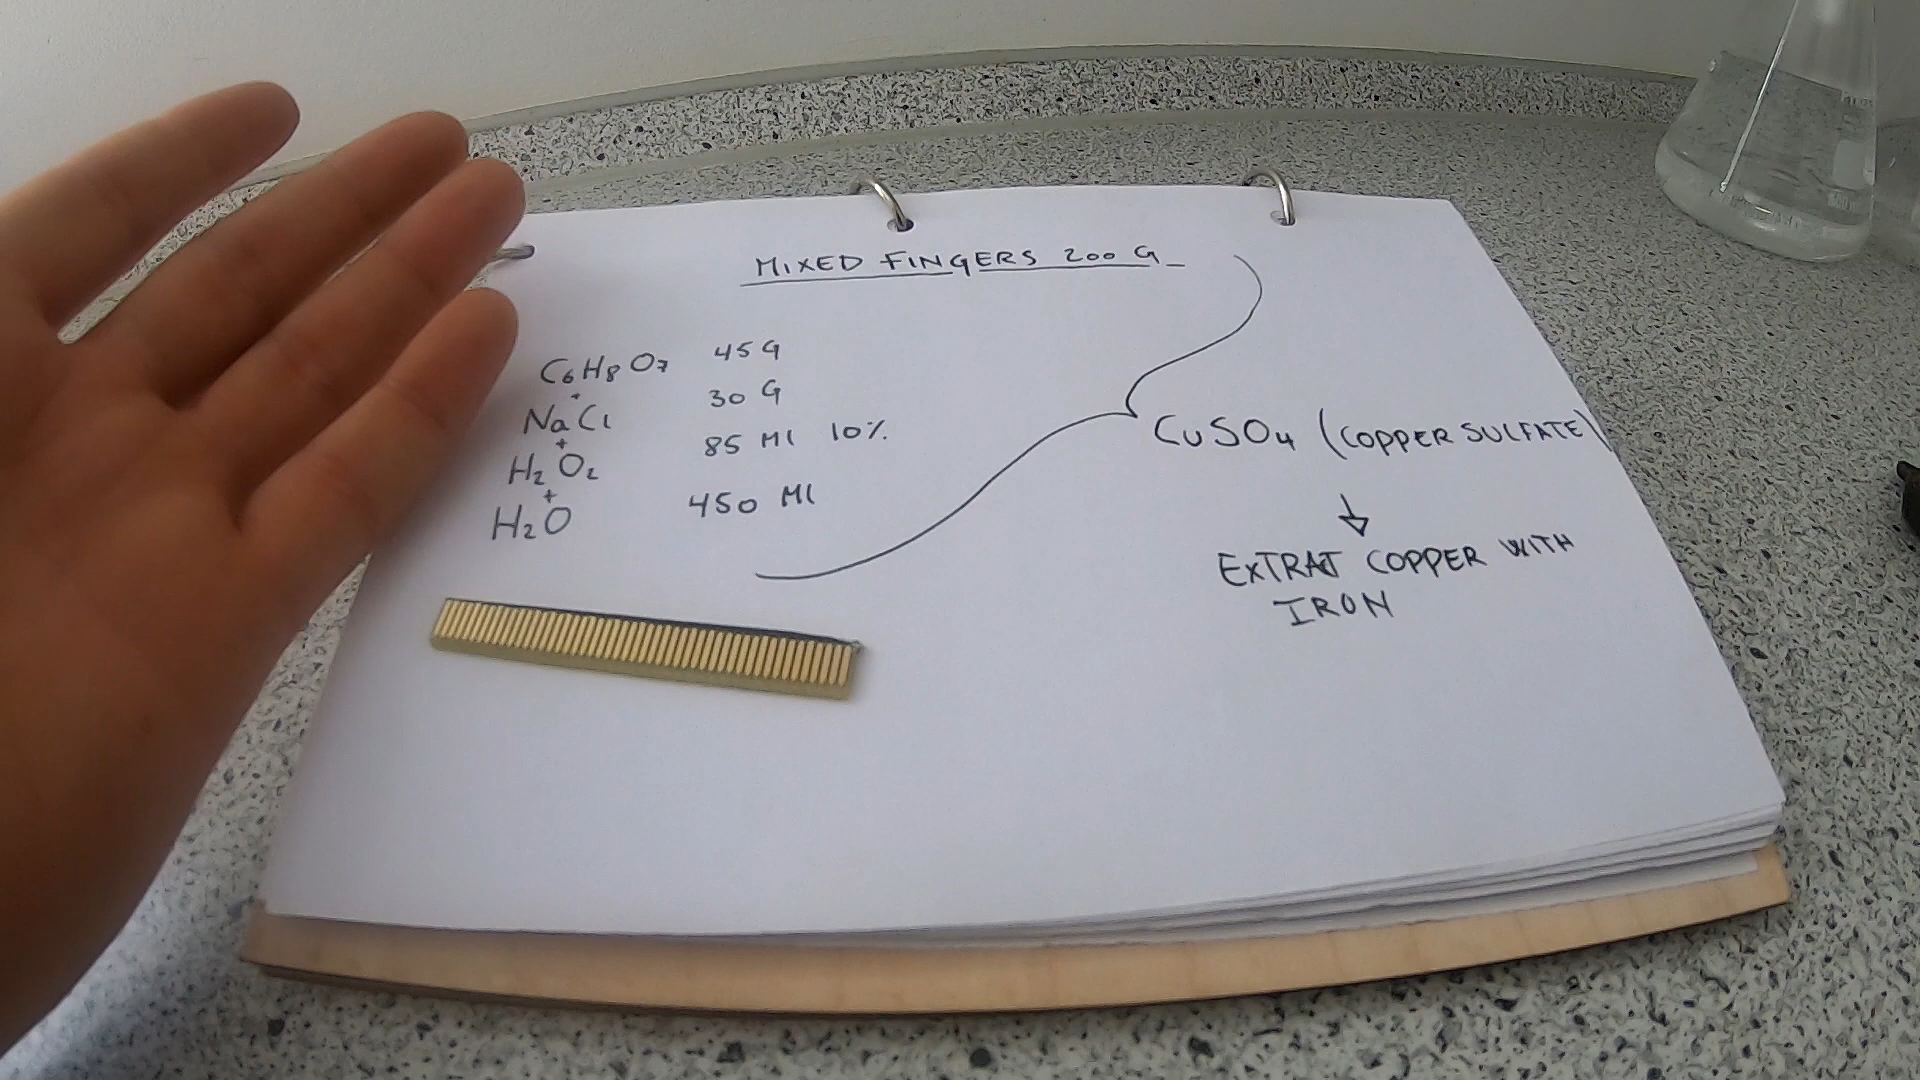 MIXED FINGERS 200 G
C6H8O7 45 G
+
NaCl 30 G
+
H2O2 85 Ml 10%
+
H2O 450 Ml
CuSO4 (COPPER SULFATE)
EXTRAT COPPER WITH
IRON